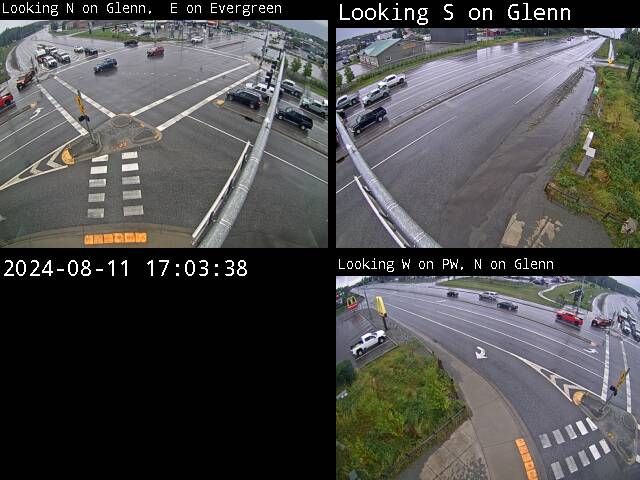 Looking N on Glenn,  E on Evergreen
Looking S on Glenn
2024-08-11 17:03:38
Looking W on PW, N on Glenn